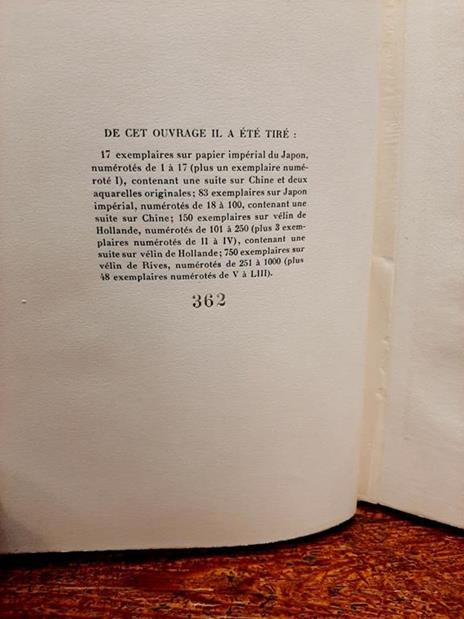 DE CET OUVRAGE IL A ÉTÉ TIRÉ :
17 exemplaires sur papier impérial du Japon,
numérotés de 1 à 17 (plus un exemplaire numé-
roté I), contenant une suite sur Chine et deux
aquarelles originales ; 83 exemplaires sur Japon
impérial, numérotés de 18 à 100, contenant une
suite sur Chine ; 150 exemplaires sur vélin de
Hollande, numérotés de 101 à 250 (plus 3 exem-
plaires numérotés de II à IV), contenant une
suite sur vélin de Hollande ; 750 exemplaires sur
vélin de Rives, numérotés de 251 à 1000 (plus
48 exemplaires numérotés de V à LIII).
362